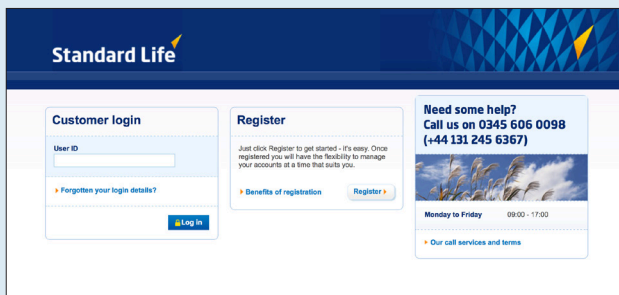 Standard Life
Customer login
User ID
Forgotten your login details?
Log in
Register
Just click Register to get started - it's easy. Once
registered you will have the flexibility to manage
your accounts at a time that suits you.
Benefits of registration
Register
Need some help?
Call us on 0345 606 0098
(+44 131 245
6367)
Monday to Friday 09:00 - 17:00
Our call services and terms